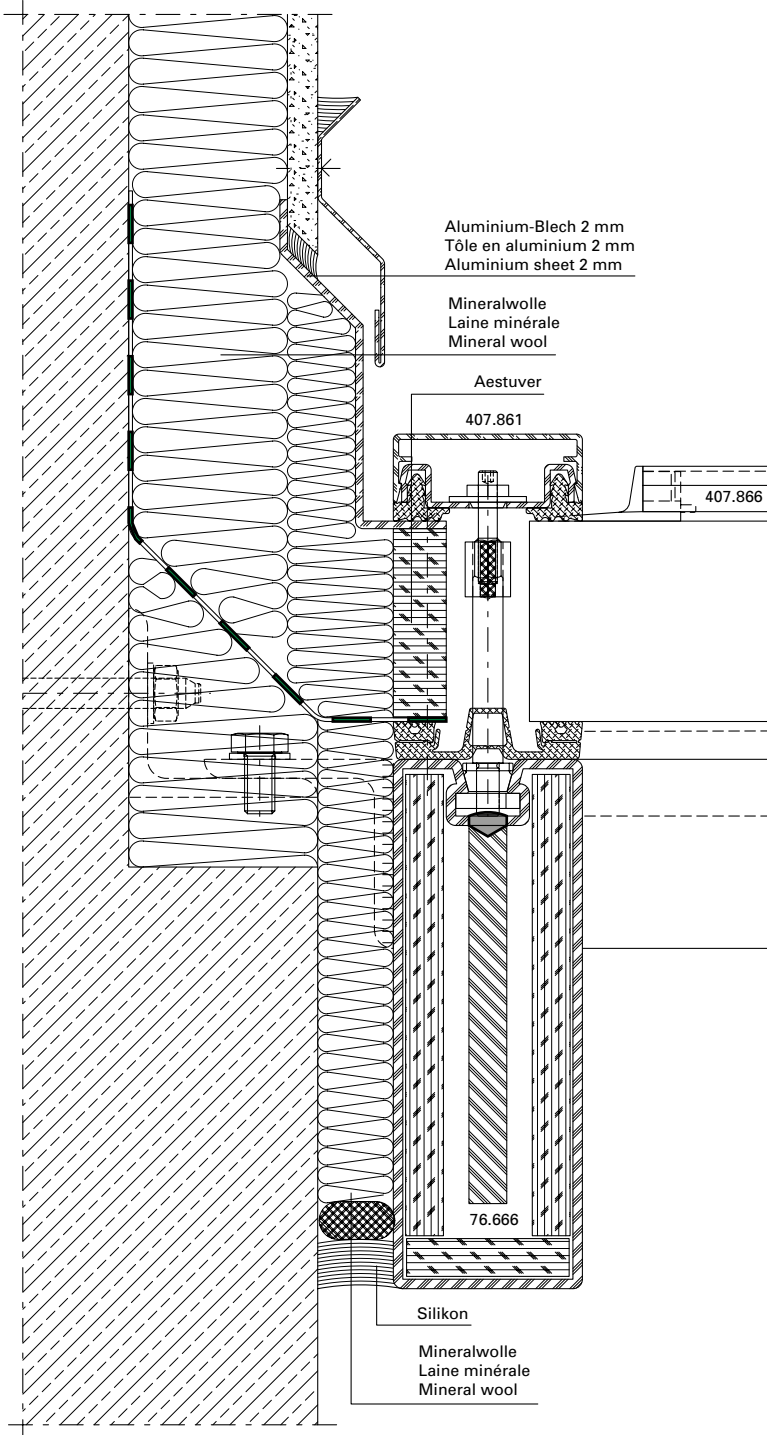 Aluminium-Blech 2 mm
Tôle en aluminium 2 mm
Aluminium sheet 2 mm
Mineralwolle
Laine minérale
Mineral wool
Aestuver
407.861
407.866
76.666
Silikon
Mineralwolle
Laine minérale
Mineral wool